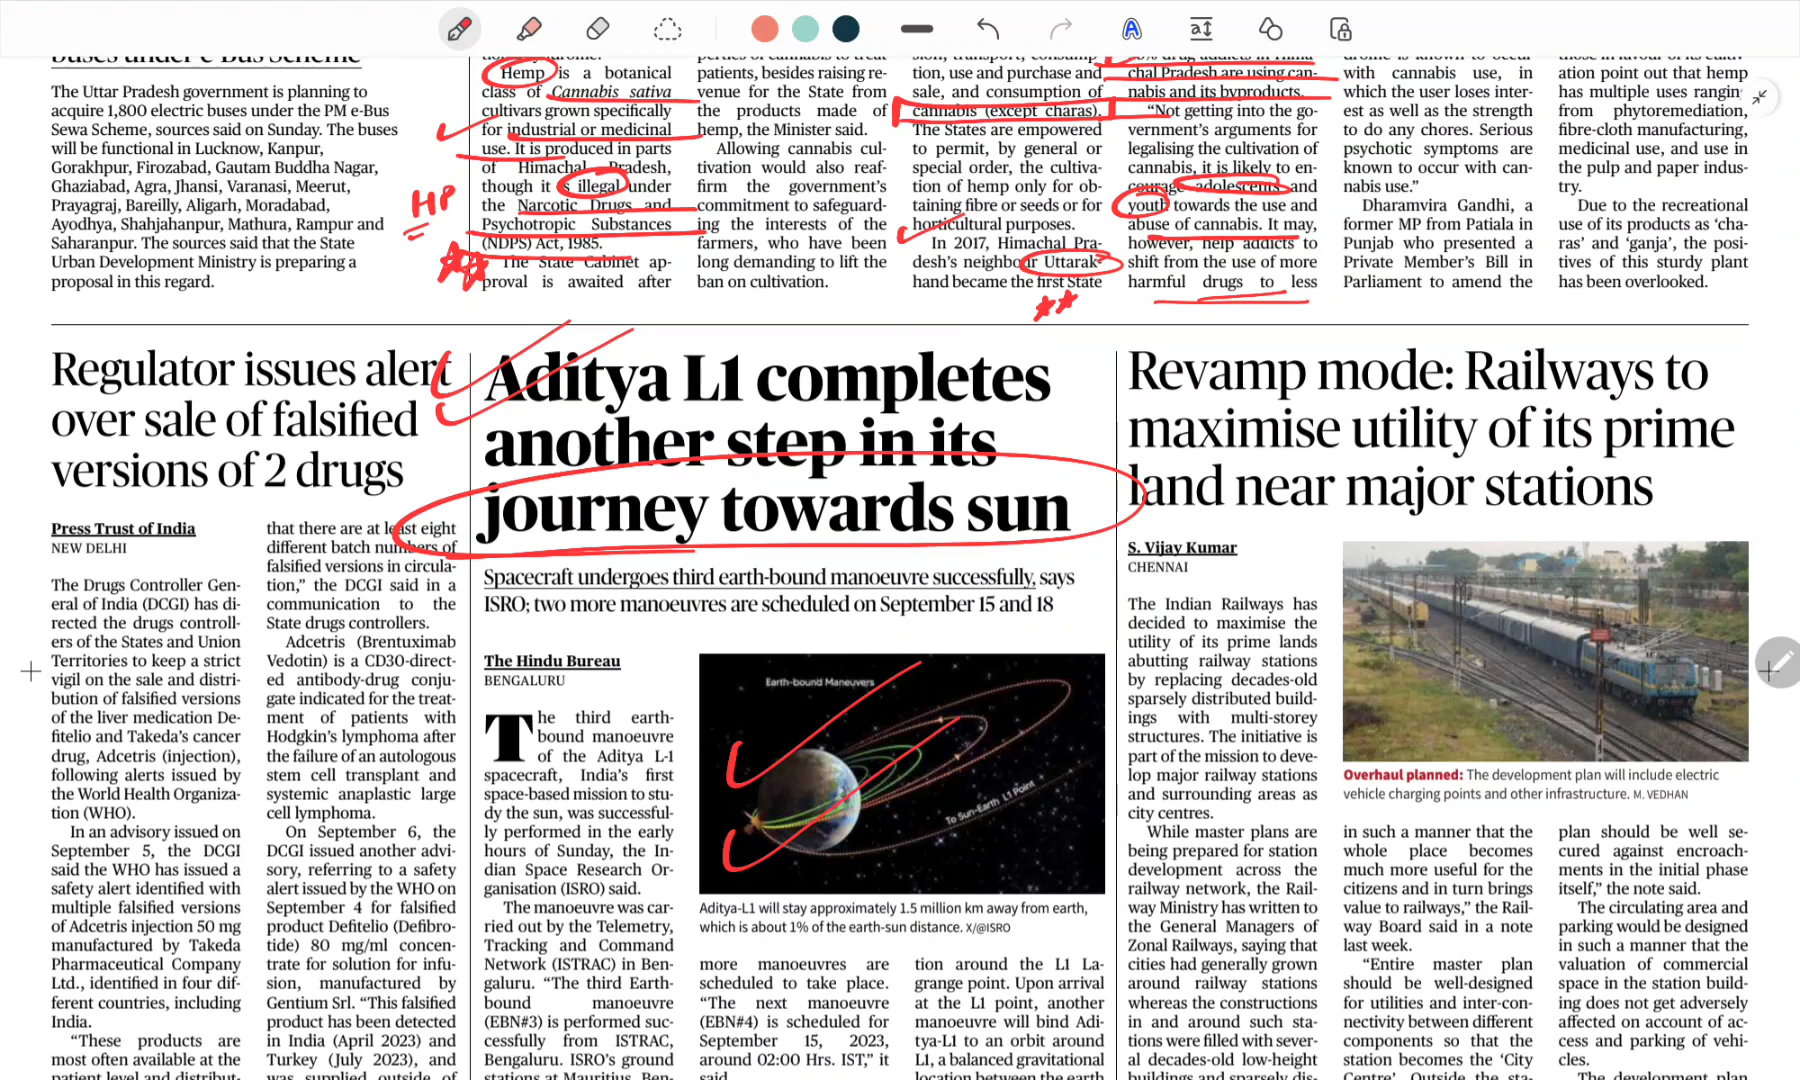 buses under e-Bus Scheme
The Uttar Pradesh government is planning to
acquire 1,800 electric buses under the PM e-Bus
Sewa Scheme, sources said on Sunday. The buses
will be functional in Lucknow, Kanpur,
Gorakhpur, Firozabad, Gautam Buddha Nagar,
Ghaziabad, Agra, Jhansi, Varanasi, Meerut,
Prayagraj, Bareilly, Aligarh, Moradabad,
Ayodhya, Shahjahanpur, Mathura, Rampur and
Saharanpur. The sources said that the State
Urban Development Ministry is preparing a
proposal in this regard.
HP
Hemp is a botanical
class of Cannabis sativa
cultivars grown specifically
for industrial or medicinal
use. It is produced in parts
of Himachal Pradesh,
though it is illegal under
the Narcotic Drugs and
Psychotropic Substances
(NDPS) Act, 1985.
The State Cabinet ap-
proval is awaited after
perties of cannabis to treat
patients, besides raising re-
venue for the State from
the products made of
hemp, the Minister said.
Allowing cannabis cul-
tivation would also reaf-
firm the government's
commitment to safeguard-
ing the interests of the
farmers, who have been
long demanding to lift the
ban on cultivation.
sion, transport, consump-
tion, use and purchase and
sale, and consumption of
cannbis (except charas).
The States are empowered
to permit, by general or
special order, the cultiva-
tion of hemp only for ob-
taining fibre or seeds or for
horticultural purposes.
In 2017, Himachal Pra-
desh's neighbour Uttarak-
hand became the first State
drug addicts in Hima-
chal Pradesh are using can-
nabis and its byproducts.
"Not getting into the go-
vernment's arguments for
legalising the cultivation of
cannabis, it is likely to en-
courage adolescents and
youth towards the use and
abuse of cannabis. It may,
however, help addicts to
shift from the use of more
harmful drugs to less
drome is known to occur
with cannabis use, in
which the user loses inter-
est as well as the strength
to do any chores. Serious
psychotic symptoms are
known to occur with can-
nabis use."
Dharamvira Gandhi, a
former MP from Patiala in
Punjab who presented a
Private Member's Bill in
Parliament to amend the
those in favour of its cultiv-
ation point out that hemp
has multiple uses ranging
from phytoremediation,
fibre-cloth manufacturing,
medicinal use, and use in
the pulp and paper indus-
try.
Due to the recreational
use of its products as 'cha-
ras' and 'ganja', the posi-
tives of this sturdy plant
has been overlooked.
Regulator issues alert
over sale of falsified
versions of 2 drugs
Press Trust of India
NEW DELHI
The Drugs Controller Gen-
eral of India (DCGI) has di-
rected the drugs controll-
ers of the States and Union
Territories to keep a strict
vigil on the sale and distri-
bution of falsified versions
of the liver medication De-
fitelio and Takeda's cancer
drug, Adcetris (injection),
following alerts issued by
the World Health Organiza-
tion (WHO).
In an advisory issued on
September 5, the DCGI
said the WHO has issued a
safety alert identified with
multiple falsified versions
of Adcetris injection 50 mg
manufactured by Takeda
Pharmaceutical Company
Ltd., identified in four dif-
ferent countries, including
India.
"These products are
most often available at the
patient level and distribut-
that there are at least eight
different batch numbers of
falsified versions in circula-
tion," the DCGI said in a
communication to the
State drugs controllers.
Adcetris (Brentuximab
Vedotin) is a CD30-direct-
ed antibody-drug conju-
gate indicated for the treat-
ment of patients with
Hodgkin's lymphoma after
the failure of an autologous
stem cell transplant and
systemic anaplastic large
cell lymphoma.
On September 6, the
DCGI issued another advi-
sory, referring to a safety
alert issued by the WHO on
September 4 for falsified
product Defitelio (Defibro-
tide) 80 mg/ml concen-
trate for solution for infu-
sion, manufactured by
Gentium Srl. "This falsified
product has been detected
in India (April 2023) and
Turkey (July 2023), and
was supplied outside of
Aditya L1 completes
another step in its
journey towards sun
Spacecraft undergoes third earth-bound manoeuvre successfully, says
ISRO; two more manoeuvres are scheduled on September 15 and 18
The Hindu Bureau
BENGALURU
The third earth-
bound manoeuvre
of the Aditya L-1
spacecraft, India's first
space-based mission to stu-
dy the sun, was successful-
ly performed in the early
hours of Sunday, the In-
dian Space Research Or-
ganisation (ISRO) said.
The manoeuvre was car-
ried out by the Telemetry,
Tracking and Command
Network (ISTRAC) in Ben-
galuru. "The third Earth-
bound manoeuvre
(EBN#3) is performed suc-
cessfully from ISTRAC,
Bengaluru. ISRO's ground
stations at Mauritius, Ben-
Earth-bound Maneuvers
To Sun-Earth L1 Point
Aditya-L1 will stay approximately 1.5 million km away from earth,
which is about 1% of the earth-sun distance. X/@ISRO
more manoeuvres are
scheduled to take place.
"The next manoeuvre
(EBN#4) is scheduled for
September 15, 2023,
around 02:00 Hrs. IST," it
said.
tion around the L1 La-
grange point. Upon arrival
at the L1 point, another
manoeuvre will bind Adi-
tya-L1 to an orbit around
L1, a balanced gravitational
location between the earth
Revamp mode: Railways to
maximise utility of its prime
land near major stations
S. Vijay Kumar
CHENNAI
The Indian Railways has
decided to maximise the
utility of its prime lands
abutting railway stations
by replacing decades-old
sparsely distributed build-
ings with multi-storey
structures. The initiative is
part of the mission to deve-
lop major railway stations
and surrounding areas as
city centres.
While master plans are
being prepared for station
development across the
railway network, the Rail-
way Ministry has written to
the General Managers of
Zonal Railways, saying that
cities had generally grown
around railway stations
whereas the constructions
in and around such sta-
tions were filled with sever-
al decades-old low-height
buildings and sparsely dis-
Overhaul planned: The development plan will include electric
vehicle charging points and other infrastructure. M. VEDHAN
in such a manner that the
whole place becomes
much more useful for the
citizens and in turn brings
value to railways," the Rail-
way Board said in a note
last week.
"Entire master plan
should be well-designed
for utilities and inter-con-
nectivity between different
components so that the
station becomes the 'City
Centre'. Outside the sta-
plan should be well se-
cured against encroach-
ments in the initial phase
itself," the note said.
The circulating area and
parking would be designed
in such a manner that the
valuation of commercial
space in the station build-
ing does not get adversely
affected on account of ac-
cess and parking of vehi-
cles.
The development plan